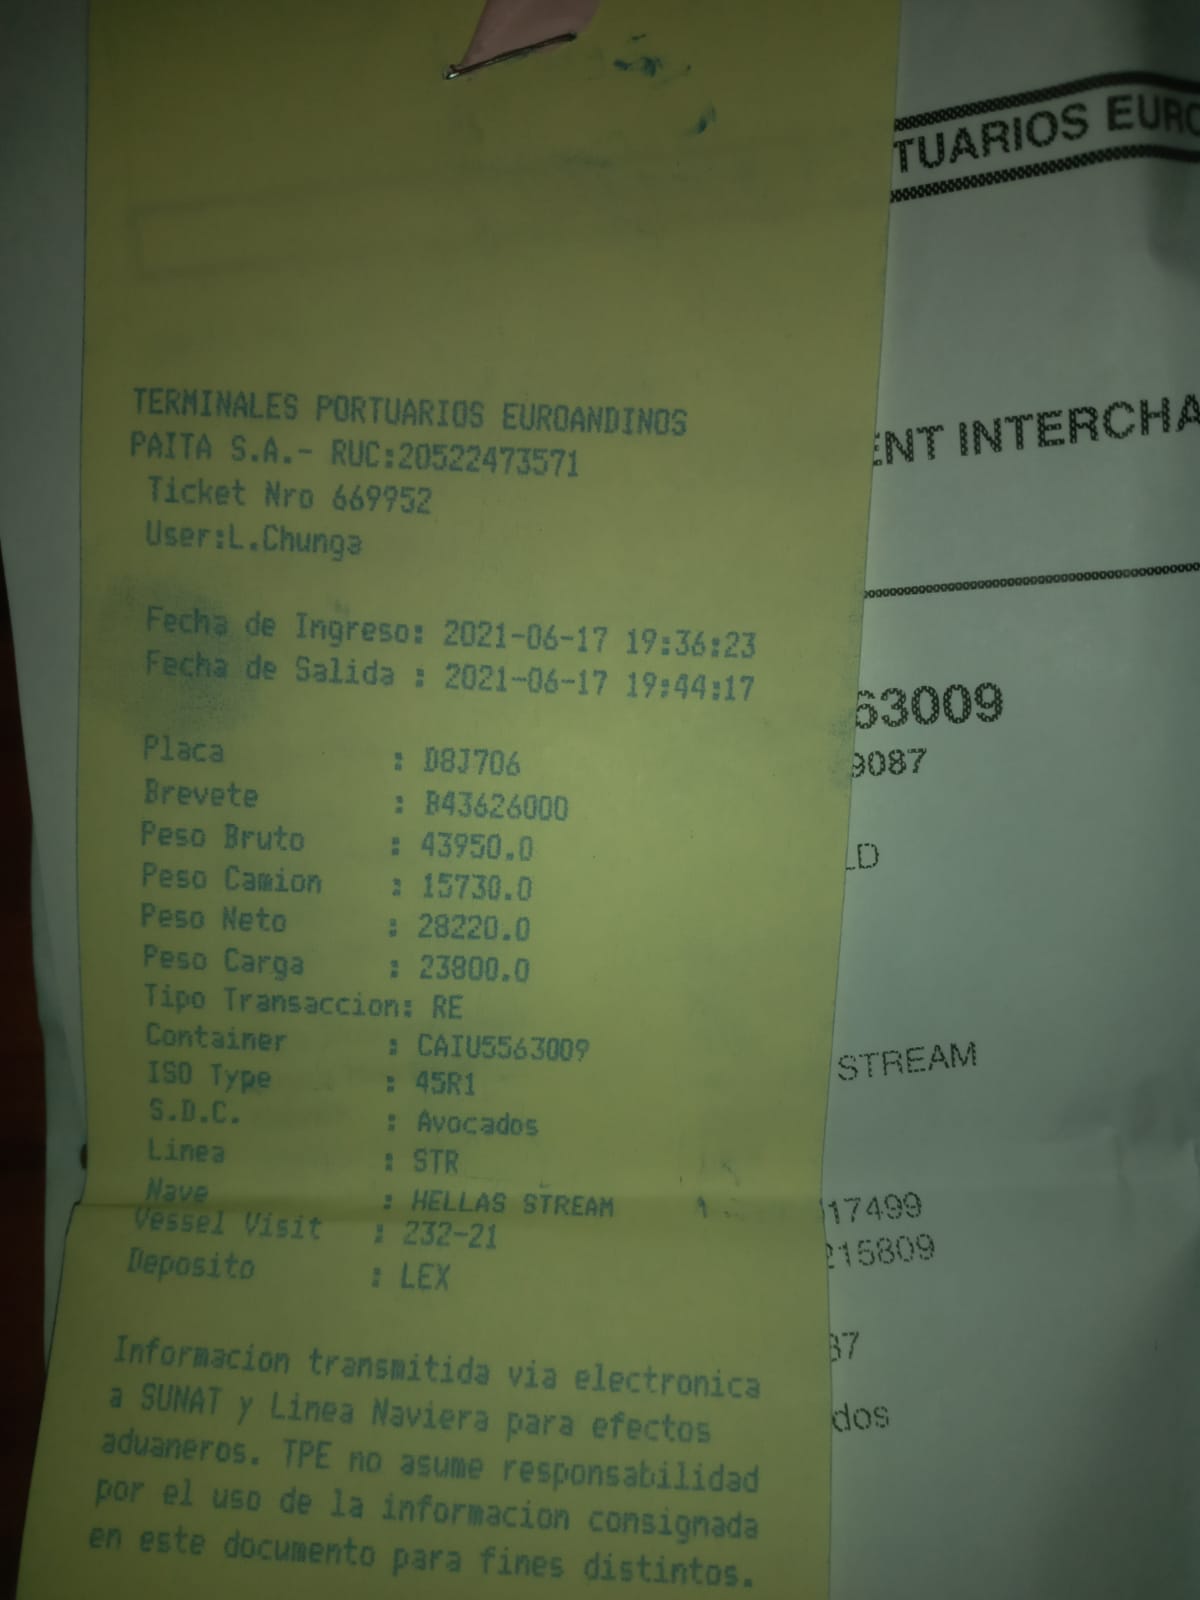 TUARIOS EURO
ENT INTERCHA
TERMINALES PORTUARIOS EUROANDINOS
PAITA S.A.- RUC:20522473571
Ticket Nro 669952
User:L.Chunga
Fecha de Ingreso: 2021-06-17 19:36:23
Fecha de Salida : 2021-06-17 19:44:17
Placa : D8J706
Brevete : B43626000
Peso Bruto : 43950.0
Peso Camion : 15730.0
Peso Neto : 28220.0
Peso Carga : 23800.0
Tipo Transaccion: RE
Container : CAIU5563009
ISO Type : 45R1
S.D.C. : Avocados
Linea : STR
Nave : HELLAS STREAM
Vessel Visit : 232-21
Deposito : LEX
Informacion transmitida via electronica
a SUNAT y Linea Naviera para efectos
aduaneros. TPE no asume responsabilidad
por el uso de la informacion consignada
en este documento para fines distintos.
63009
9087
LD
STREAM
17499
215809
37
dos